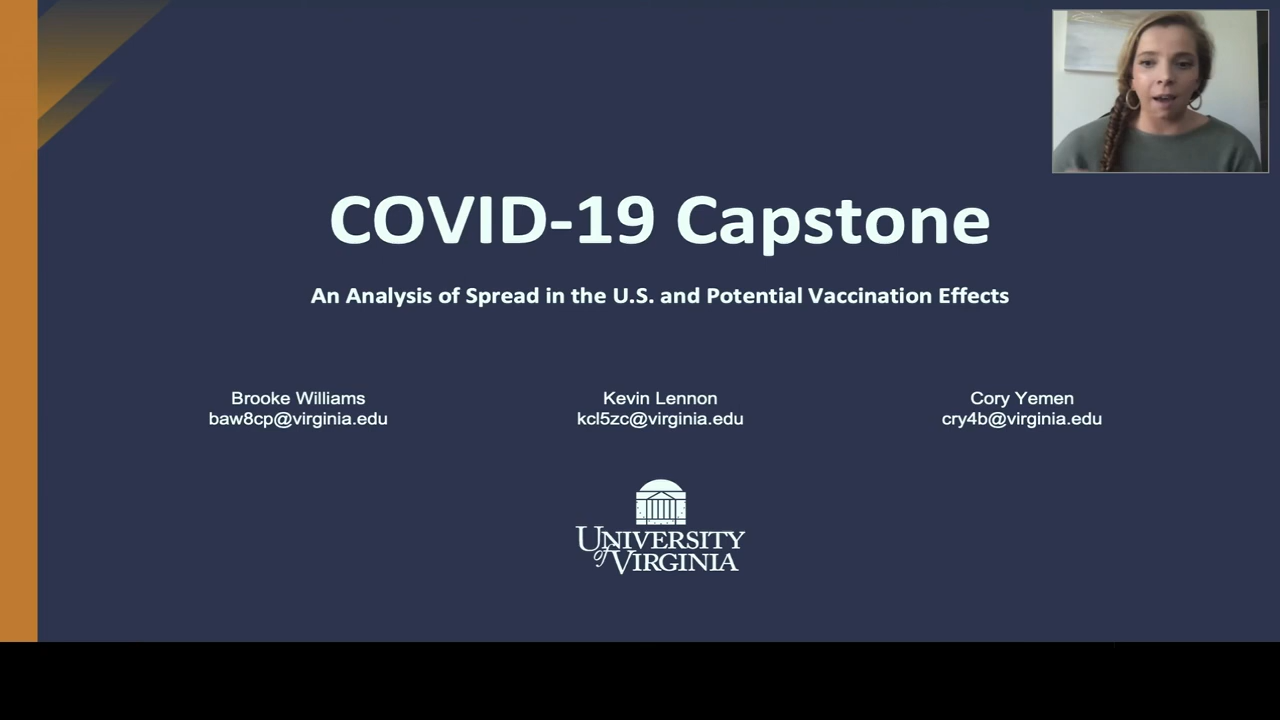 COVID-19 Capstone
An Analysis of Spread in the U.S. and Potential Vaccination Effects
Brooke Williams
baw8cp@virginia.edu
Kevin Lennon
kcl5zc@virginia.edu
Cory Yemen
cry4b@virginia.edu
UNIVERSITY
of VIRGINIA